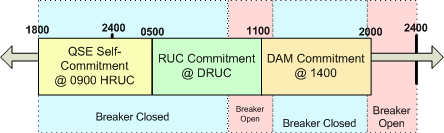 1800
2400
0500
1100
2000
2400
QSE Self-
Commitment
@ 0900 HRUC
RUC Commitment
@ DRUC
DAM Commitment
@ 1400
Breaker Closed
Breaker
Open
Breaker Closed
Breaker
Open